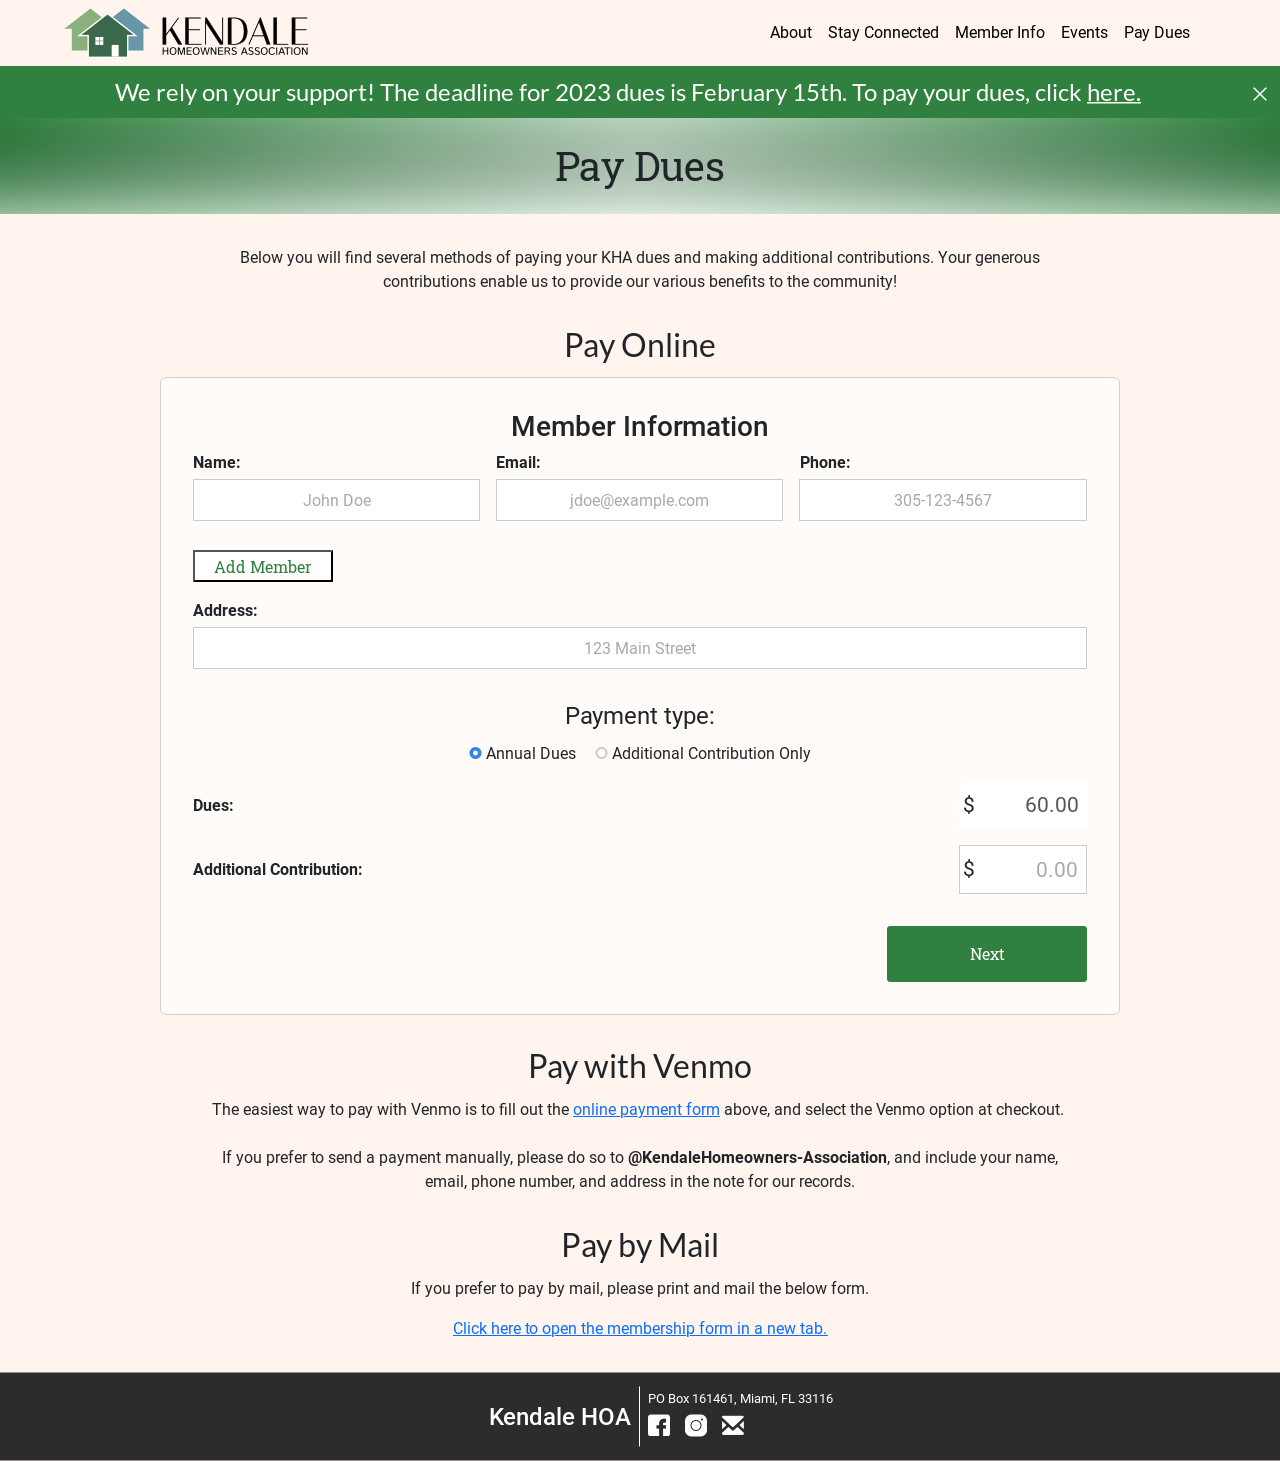 KENDALE
HOMEOWNERS ASSOCIATION
About Stay Connected Member Info Events Pay Dues
We rely on your support! The deadline for 2023 dues is February 15th. To pay your dues, click here.
Pay Dues
Below you will find several methods of paying your KHA dues and making additional contributions. Your generous
contributions enable us to provide our various benefits to the community!
Pay Online
Member Information
Name: Email: Phone:
John Doe jdoe@example.com 305-123-4567
Add Member
Address:
123 Main Street
Payment type:
Annual Dues Additional Contribution Only
Dues: $ 60.00
Additional Contribution: $ 0.00
Next
Pay with Venmo
The easiest way to pay with Venmo is to fill out the online payment form above, and select the Venmo option at checkout.
If you prefer to send a payment manually, please do so to @KendaleHomeowners-Association, and include your name,
email, phone number, and address in the note for our records.
Pay by Mail
If you prefer to pay by mail, please print and mail the below form.
Click here to open the membership form in a new tab.
Kendale HOA
PO Box 161461, Miami, FL 33116